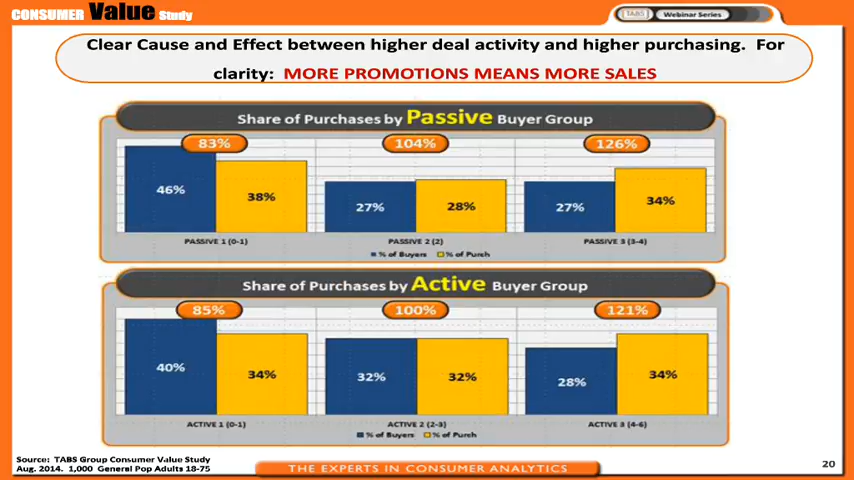 CONSUMER Value Study
TABS Webinar Series
Clear Cause and Effect between higher deal activity and higher purchasing. For
clarity: MORE PROMOTIONS MEANS MORE SALES
Share of Purchases by Passive Buyer Group
83% 104% 126%
46% 38% 27% 28% 27% 34%
PASSIVE 1 (0-1) PASSIVE 2 (2) PASSIVE 3 (3-4)
% of Buyers % of Purch
Share of Purchases by Active Buyer Group
85% 100% 121%
40% 34% 32% 32% 28% 34%
ACTIVE 1 (0-1) ACTIVE 2 (2-3) ACTIVE 3 (4-6)
% of Buyers % of Purch
Source: TABS Group Consumer Value Study
Aug. 2014. 1,000 General Pop Adults 18-75
THE EXPERTS IN CONSUMER ANALYTICS
20